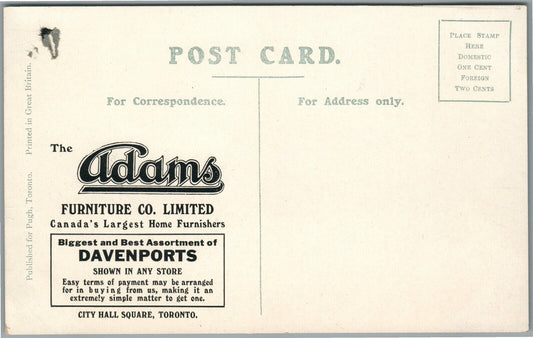 POST CARD.
PLACE STAMP
HERE
DOMESTIC
ONE CENT
FOREIGN
TWO CENTS
For Correspondence.
For Address only.
Published for Pugh, Toronto. Printed in Great Britain.
The
Adams
FURNITURE CO. LIMITED
Canada's Largest Home Furnishers
Biggest and Best Assortment of
DAVENPORTS
SHOWN IN ANY STORE
Easy terms of payment may be arranged
for in buying from us, making it an
extremely simple matter to get one.
CITY HALL SQUARE, TORONTO.